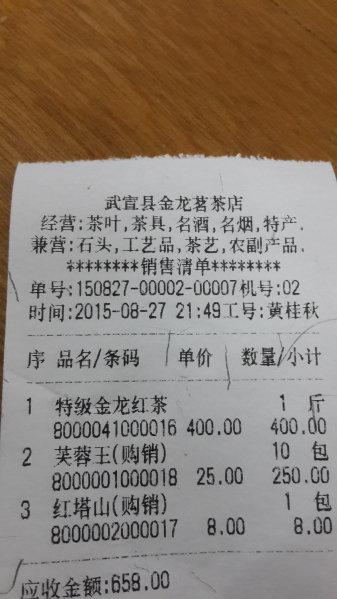 武宣县金龙茗茶店
经营:茶叶,茶具,名酒,名烟,特产.
兼营:石头,工艺品,茶艺,农副产品.
********销售清单********
单号:150827-00002-00007机号:02
时间:2015-08-27 21:49工号:黄桂秋
序 品名/条码 单价 数量/小计
1 特级金龙红茶 1 斤
8000041000016 400.00 400.00
2 芙蓉王(购销) 10 包
8000001000018 25.00 250.00
3 红塔山(购销) 1 包
8000002000017 8.00 8.00
应收金额:658.00